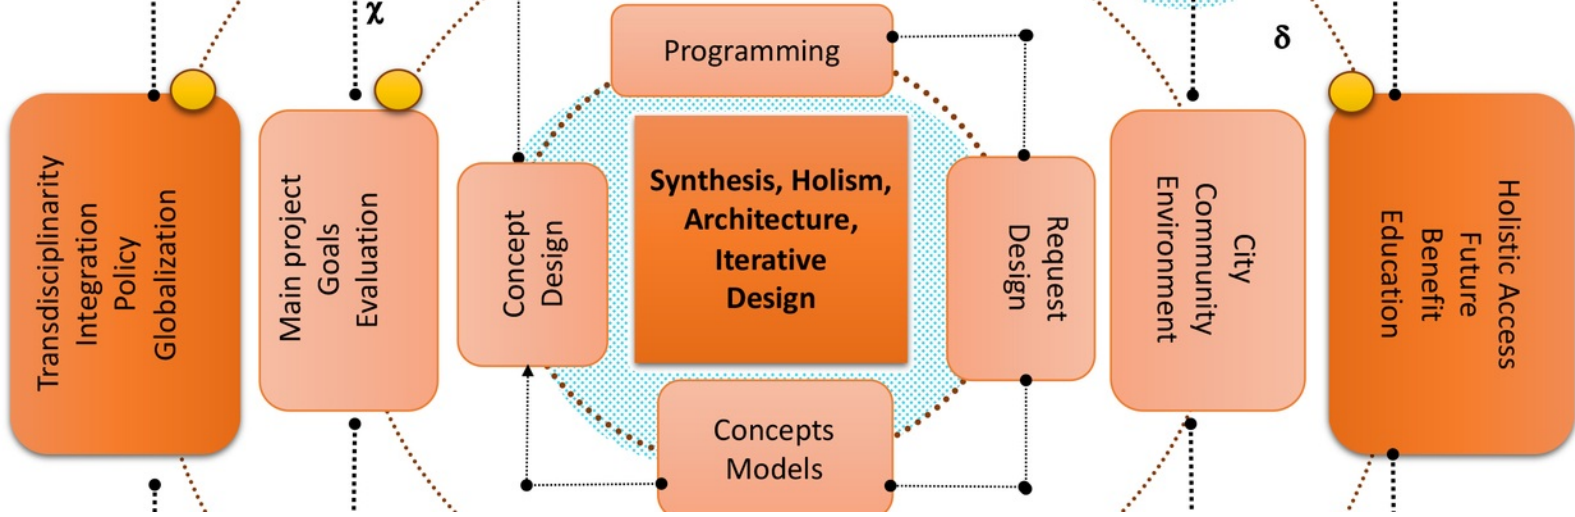 χ
δ
Programming
Transdisciplinarity
Integration
Policy
Globalization
Main project
Goals
Evaluation
Concept
Design
Synthesis, Holism,
Architecture,
Iterative
Design
Request
Design
City
Community
Environment
Holistic Access
Future
Benefit
Education
Concepts
Models